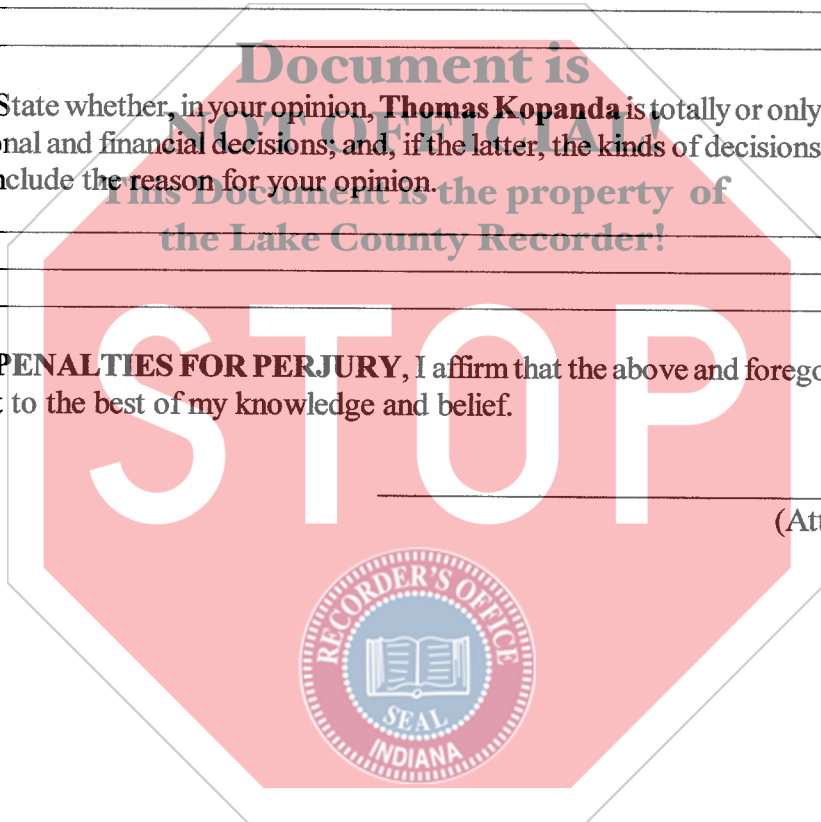 Document is
State whether, in your opinion, Thomas Kopanda is totally or only
NOT OFFICIAL
nal and financial decisions; and, if the latter, the kinds of decisions
nclude the reason for your opinion.
This Document is the property of
the Lake County Recorder!
STOP
PENALTIES FOR PERJURY, I affirm that the above and forego
t to the best of my knowledge and belief.
(Att
RECORDER'S OFFICE
SEAL
INDIANA